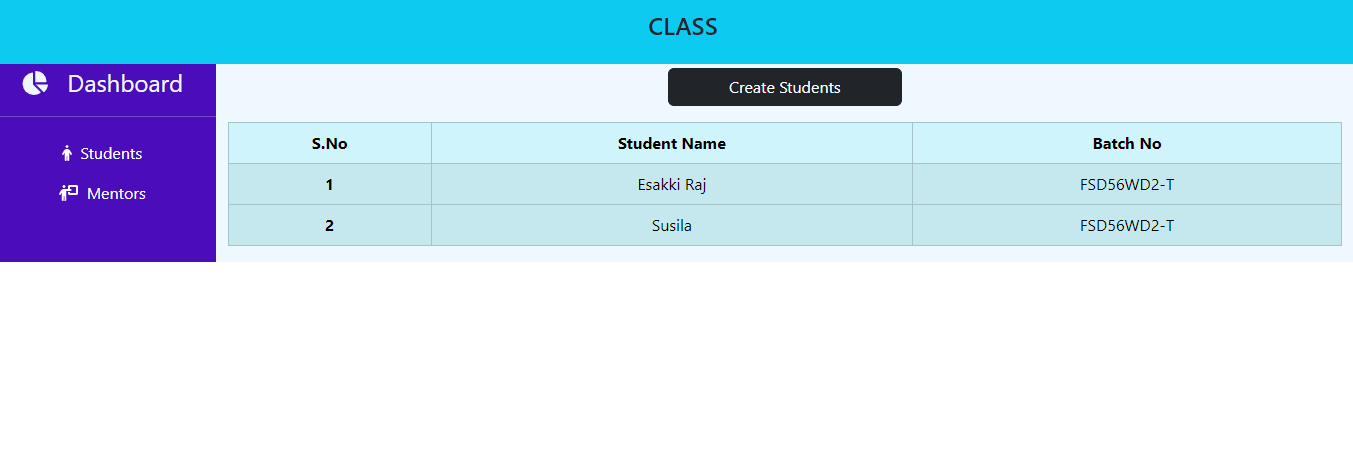 CLASS
Dashboard
Students
Mentors
Create Students
S.No Student Name Batch No
1 Esakki Raj FSD56WD2-T
2 Susila FSD56WD2-T